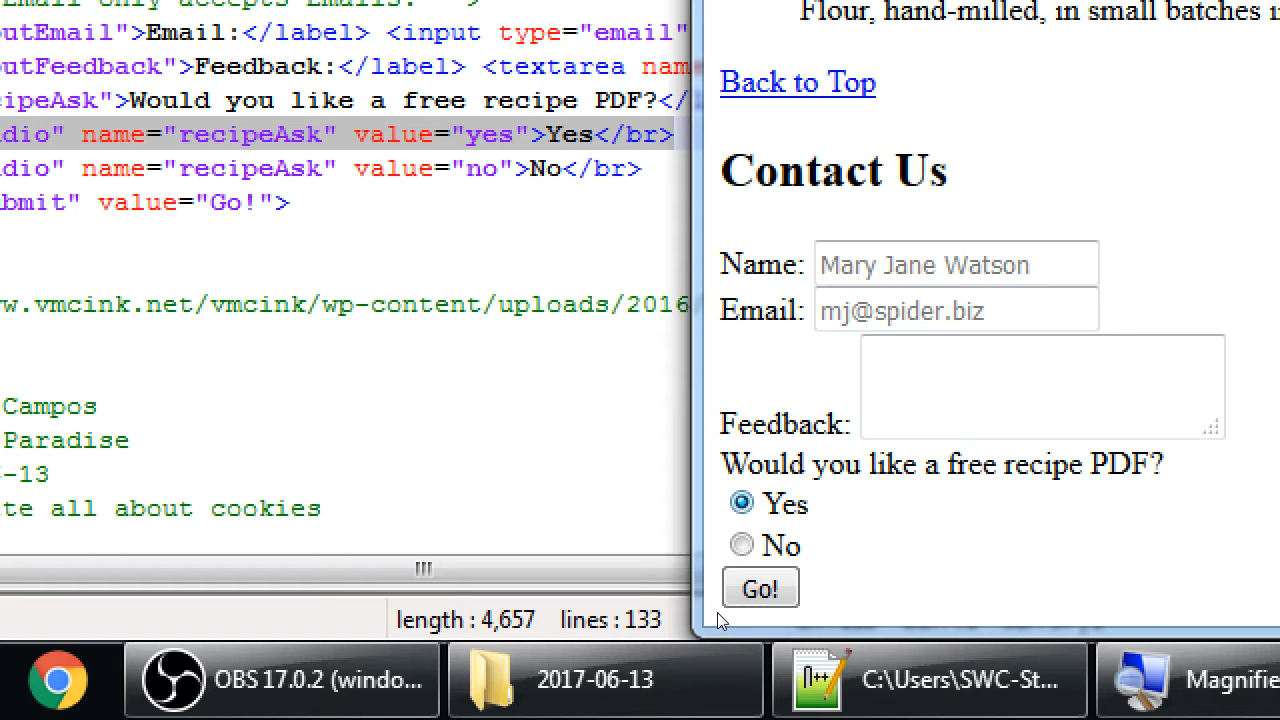 Email only accepts Emails.
outEmail">Email:</label> <input type="email"
outFeedback">Feedback:</label> <textarea nam
cipeAsk">Would you like a free recipe PDF?</
dio" name="recipeAsk" value="yes">Yes</br>
dio" name="recipeAsk" value="no">No</br>
bmit" value="Go!">
w.vmcink.net/vmcink/wp-content/uploads/2016
Campos
Paradise
-13
te all about cookies
length : 4,657 lines : 133
Flour, hand-milled, in small batches i
Back to Top
Contact Us
Name: Mary Jane Watson
Email: mj@spider.biz
Feedback:
Would you like a free recipe PDF?
Yes
No
Go!
OBS 17.0.2 (windo...
2017-06-13
C:\Users\SWC-St...
Magnifie